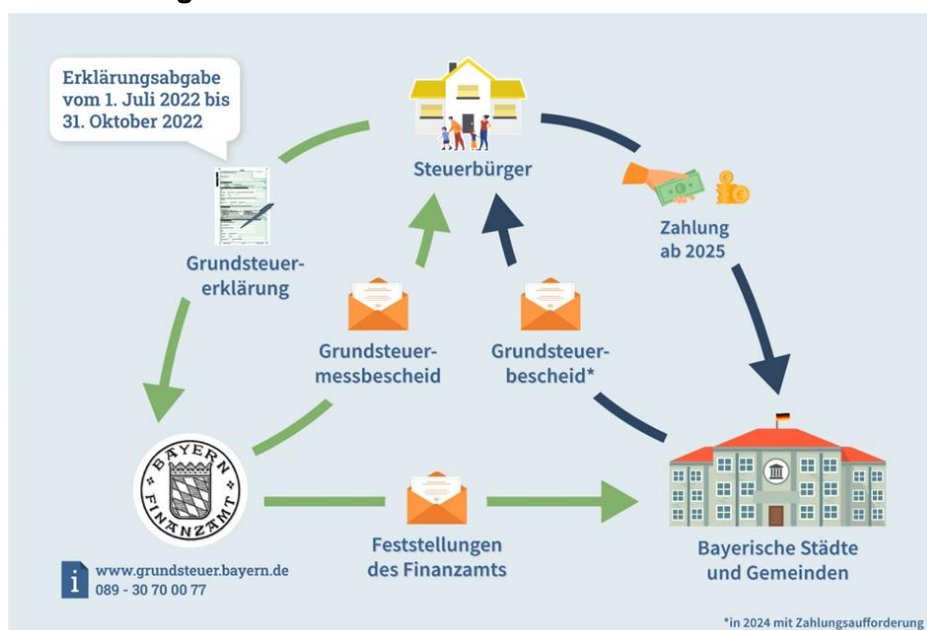 Erklärungsabgabe
vom 1. Juli 2022 bis
31. Oktober 2022
Steuerbürger
Zahlung
ab 2025
Grundsteuer-
erklärung
Grundsteuer-
messbescheid
Grundsteuer-
bescheid*
BAYERN
FINANZAMT
Feststellungen
des Finanzamts
Bayerische Städte
und Gemeinden
i
www.grundsteuer.bayern.de
089 - 30 70 00 77
*in 2024 mit Zahlungsaufforderung